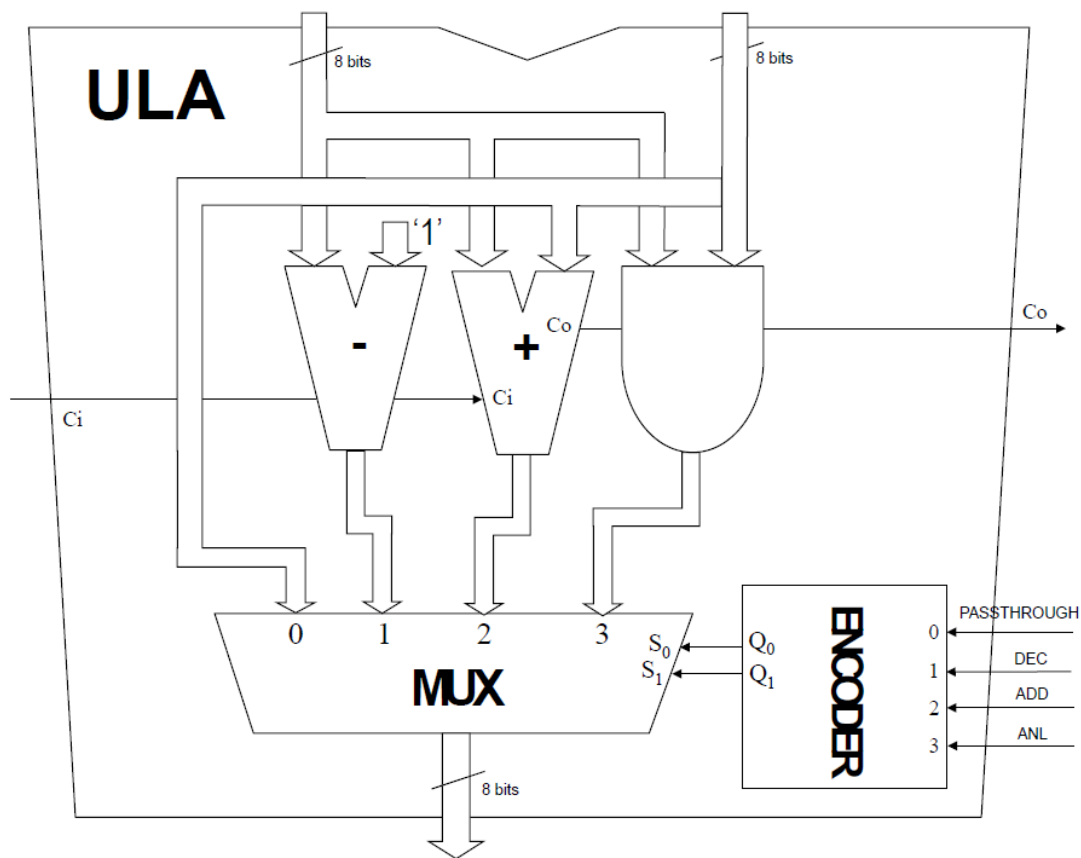 8 bits
8 bits
ULA
'1'
-
+
Co
Co
Ci
Ci
0 1 2 3
MUX
S0
S1
Q0
Q1
ENCODER
0
PASSTHROUGH
1
DEC
2
ADD
3
ANL
8 bits